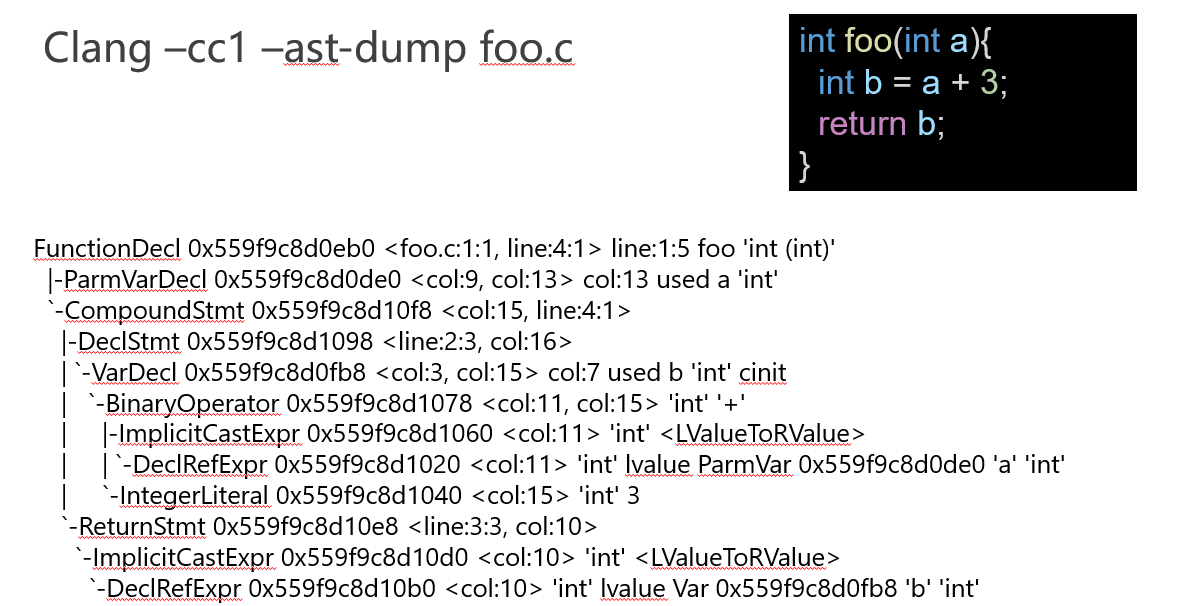 Clang –cc1 –ast-dump foo.c
int foo(int a){
  int b = a + 3;
  return b;
}
FunctionDecl 0x559f9c8d0eb0 <foo.c:1:1, line:4:1> line:1:5 foo 'int (int)'
  |-ParmVarDecl 0x559f9c8d0de0 <col:9, col:13> col:13 used a 'int'
  `-CompoundStmt 0x559f9c8d10f8 <col:15, line:4:1>
    |-DeclStmt 0x559f9c8d1098 <line:2:3, col:16>
    | `-VarDecl 0x559f9c8d0fb8 <col:3, col:15> col:7 used b 'int' cinit
    |   `-BinaryOperator 0x559f9c8d1078 <col:11, col:15> 'int' '+'
    |     |-ImplicitCastExpr 0x559f9c8d1060 <col:11> 'int' <LValueToRValue>
    |     | `-DeclRefExpr 0x559f9c8d1020 <col:11> 'int' lvalue ParmVar 0x559f9c8d0de0 'a' 'int'
    |     `-IntegerLiteral 0x559f9c8d1040 <col:15> 'int' 3
    `-ReturnStmt 0x559f9c8d10e8 <line:3:3, col:10>
      `-ImplicitCastExpr 0x559f9c8d10d0 <col:10> 'int' <LValueToRValue>
        `-DeclRefExpr 0x559f9c8d10b0 <col:10> 'int' lvalue Var 0x559f9c8d0fb8 'b' 'int'